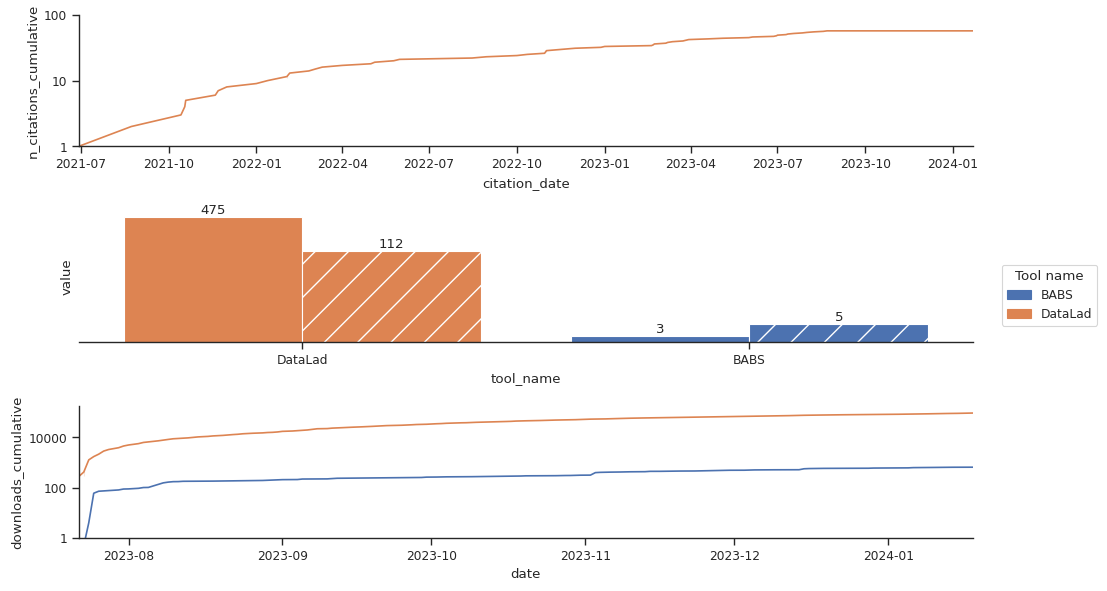 n_citations_cumulative
100
10
1
2021-07 2021-10 2022-01 2022-04 2022-07 2022-10 2023-01 2023-04 2023-07 2023-10 2024-01
citation_date
value
475
112
3
5
DataLad BABS
tool_name
Tool name
BABS
DataLad
downloads_cumulative
10000
100
1
2023-08 2023-09 2023-10 2023-11 2023-12 2024-01
date